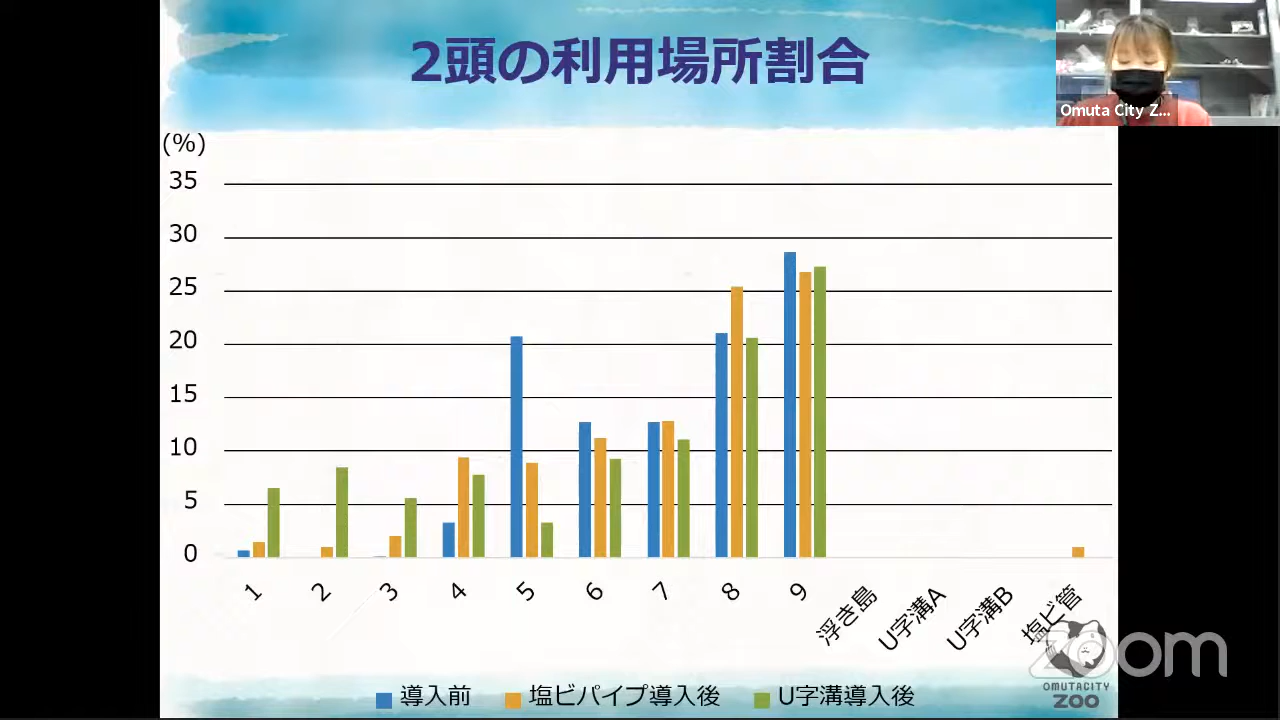 2頭の利用場所割合
Omuta City Z...
(%)
35
30
25
20
15
10
5
0
1 2 3 4 5 6 7 8 9 浮き島 U字溝A U字溝B 塩ビ管
導入前 塩ビパイプ導入後 U字溝導入後
zoom
OMUTACITY
ZOO